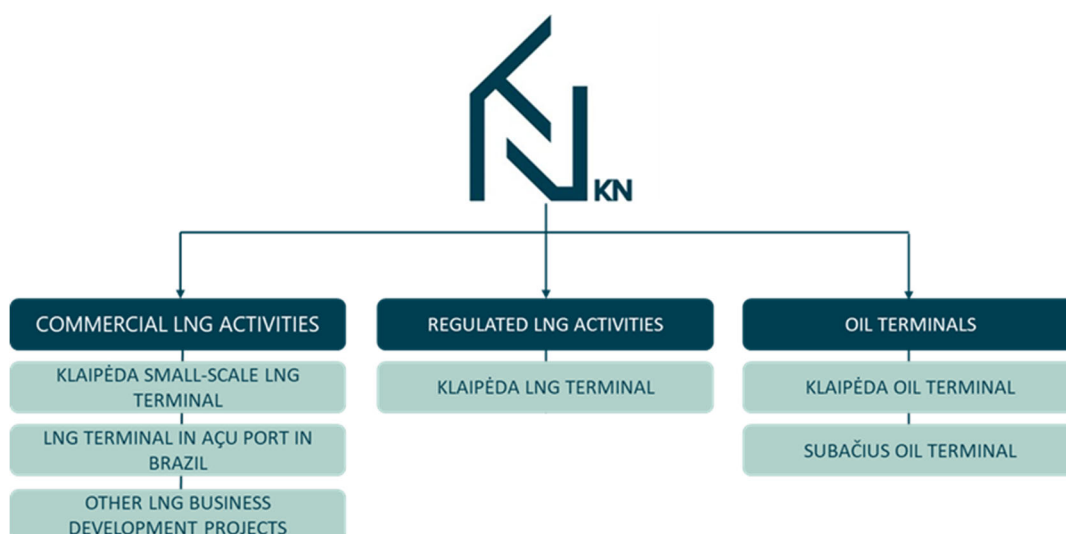 KN
COMMERCIAL LNG ACTIVITIES
KLAIPĖDA SMALL-SCALE LNG
TERMINAL
LNG TERMINAL IN AÇU PORT IN
BRAZIL
OTHER LNG BUSINESS
DEVELOPMENT PROJECTS
REGULATED LNG ACTIVITIES
KLAIPĖDA LNG TERMINAL
OIL TERMINALS
KLAIPĖDA OIL TERMINAL
SUBAČIUS OIL TERMINAL